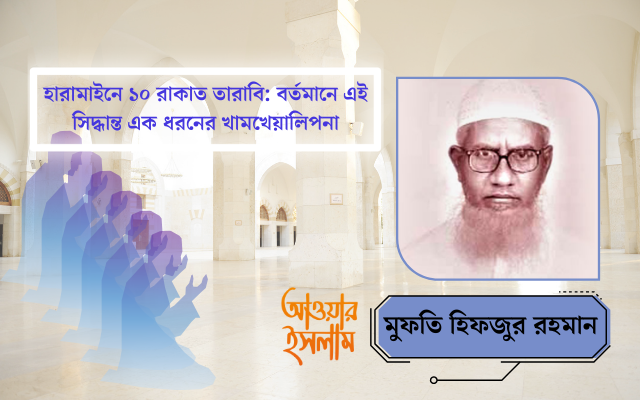 হারামাইনে ১০ রাকাত তারাবি: বর্তমানে এই
সিদ্ধান্ত এক ধরনের খামখেয়ালিপনা
আওয়ার
ইসলাম
মুফতি হিফজুর রহমান